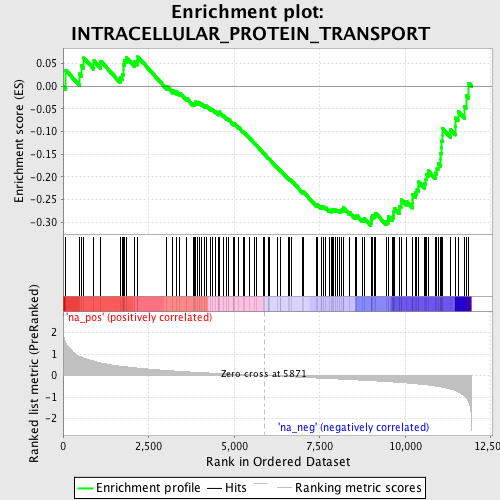 Enrichment plot:
INTRACELLULAR_PROTEIN_TRANSPORT
Enrichment score (ES)
0.05
0.00
-0.05
-0.10
-0.15
-0.20
-0.25
-0.30
'na_pos' (positively correlated)
Ranked list metric (PreRanked)
2
1
0
-1
-2
Zero cross at 5871
'na_neg' (negatively correlated)
0
2,500
5,000
7,500
10,000
12,500
Rank in Ordered Dataset
Enrichment profile
Hits
Ranking metric scores